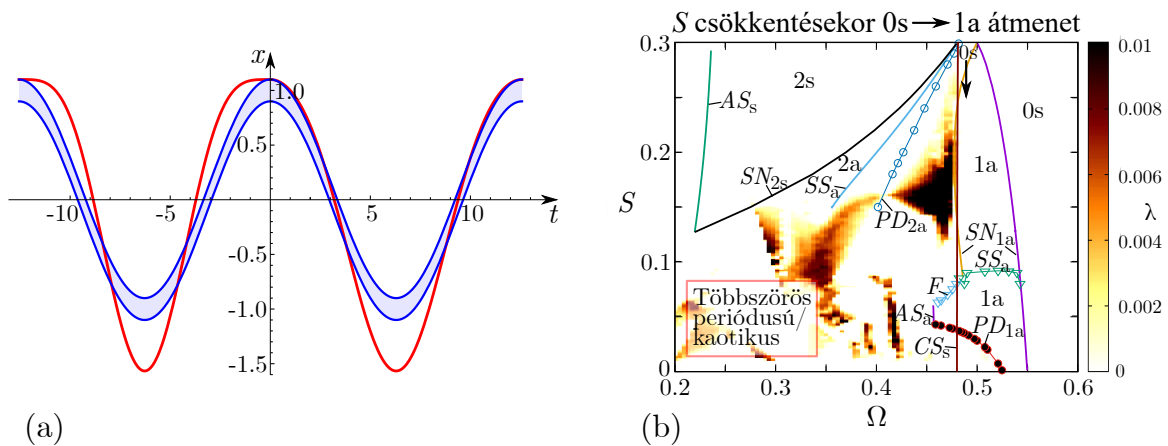 x
1.0
0.5
-0.5
-1.0
-1.5
-10
-5
5
10
t
(a)
S csökkentésekor 0s → 1a átmenet
0.3
0.2
0.1
0
S
0.2
0.3
0.4
0.5
0.6
Ω
2s
0s
0s
AS_s
2a
1a
SN_2s
SS_a
PD_2a
SN_1a
SS_a
F
1a
AS_a
PD_1a
CS_s
Többszörös
periódusú/
kaotikus
0.01
0.008
0.006
λ
0.004
0.002
0
(b)